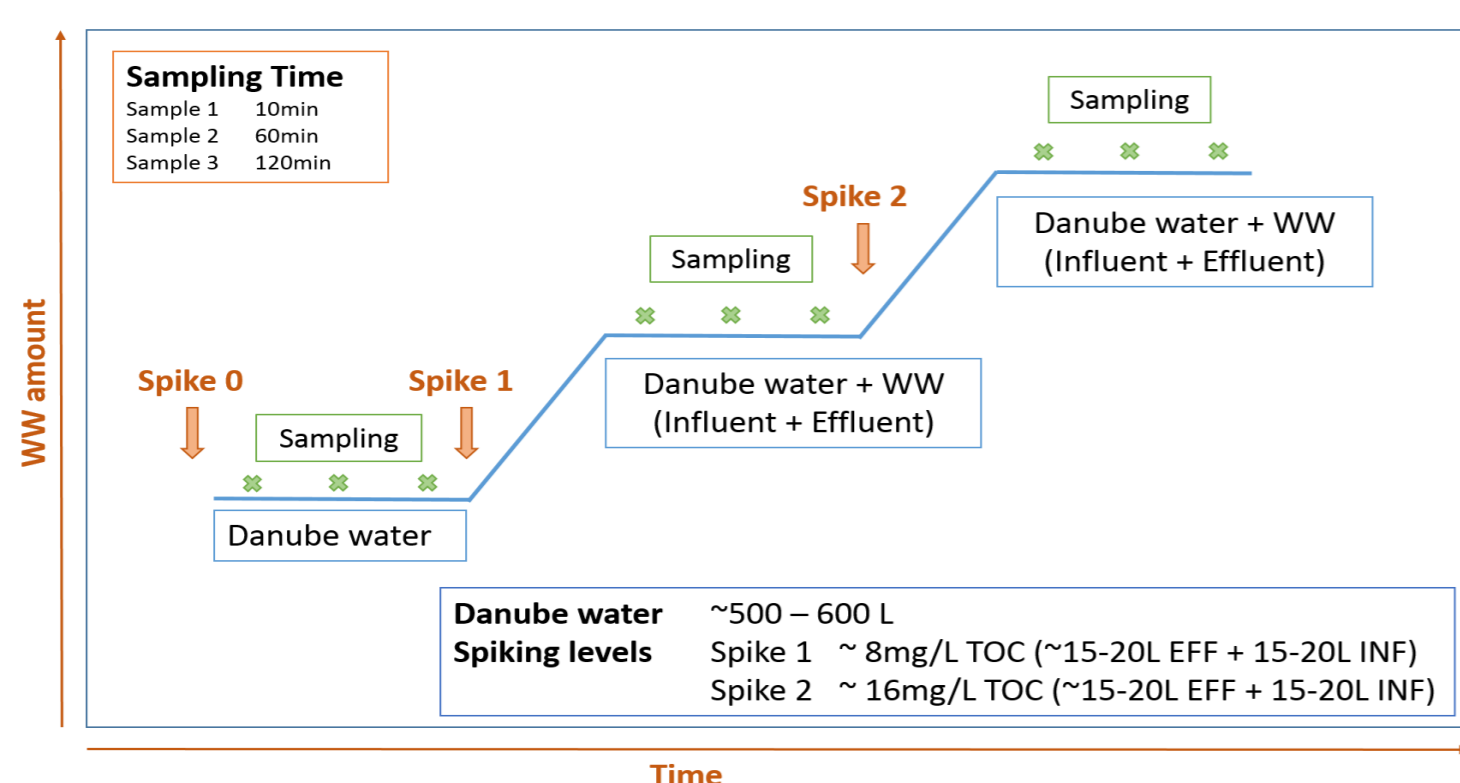 Sampling Time
Sample 1 10min
Sample 2 60min
Sample 3 120min
Sampling
Spike 2
Danube water + WW
(Influent + Effluent)
Sampling
Spike 0
Spike 1
Danube water + WW
(Influent + Effluent)
Sampling
Danube water
WW amount
Danube water ~500 – 600 L
Spiking levels Spike 1 ~ 8mg/L TOC (~15-20L EFF + 15-20L INF)
Spike 2 ~ 16mg/L TOC (~15-20L EFF + 15-20L INF)
Time